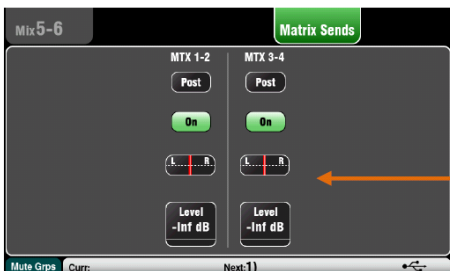 Mix5-6 Matrix Sends
MTX 1-2 MTX 3-4
Post Post
On On
L R L R
Level Level
-Inf dB -Inf dB
Mute Grps Curr: Next:1)